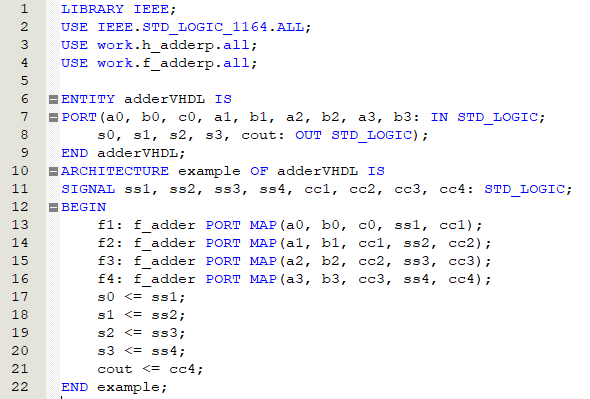 1 LIBRARY IEEE;
2 USE IEEE.STD_LOGIC_1164.ALL;
3 USE work.h_adderp.all;
4 USE work.f_adderp.all;
5
6 ENTITY adderVHDL IS
7 PORT(a0, b0, c0, a1, b1, a2, b2, a3, b3: IN STD_LOGIC;
8 s0, s1, s2, s3, cout: OUT STD_LOGIC);
9 END adderVHDL;
10 ARCHITECTURE example OF adderVHDL IS
11 SIGNAL ss1, ss2, ss3, ss4, cc1, cc2, cc3, cc4: STD_LOGIC;
12 BEGIN
13 f1: f_adder PORT MAP(a0, b0, c0, ss1, cc1);
14 f2: f_adder PORT MAP(a1, b1, cc1, ss2, cc2);
15 f3: f_adder PORT MAP(a2, b2, cc2, ss3, cc3);
16 f4: f_adder PORT MAP(a3, b3, cc3, ss4, cc4);
17 s0 <= ss1;
18 s1 <= ss2;
19 s2 <= ss3;
20 s3 <= ss4;
21 cout <= cc4;
22 END example;